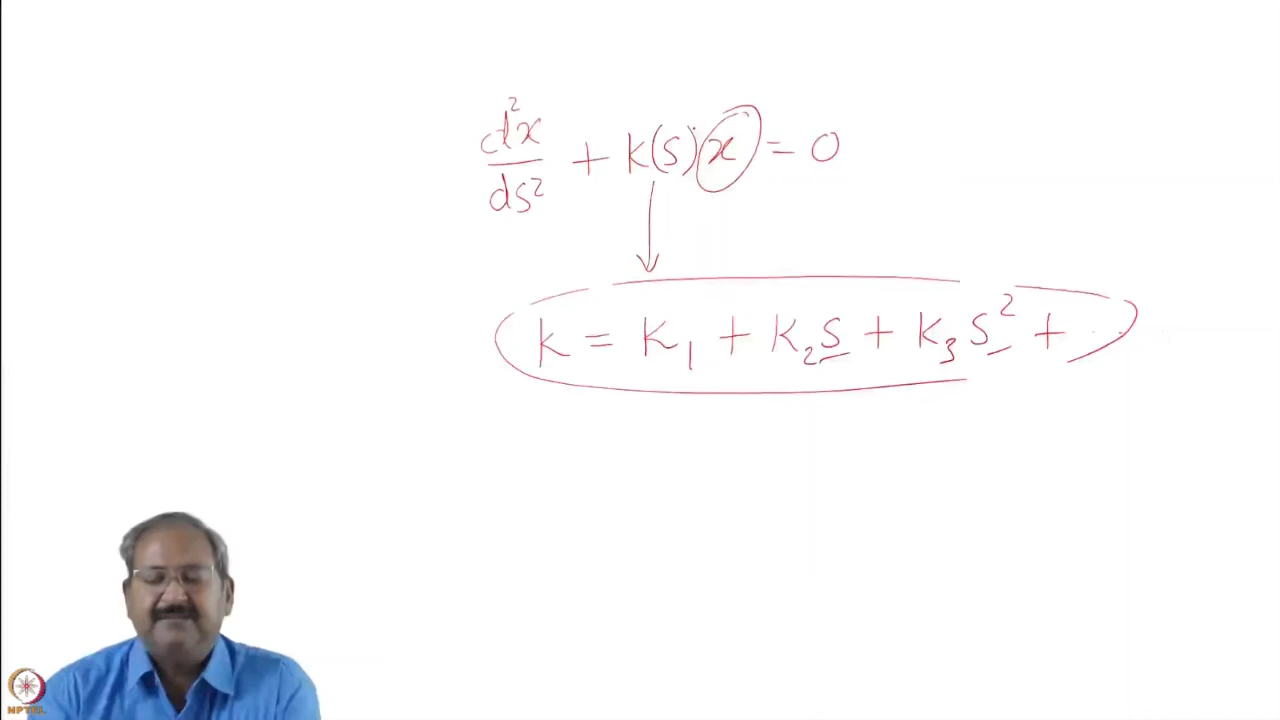 d²x/ds² + k(s)x = 0
k = k₁ + k₂s + k₃s² + ...
NPTEL